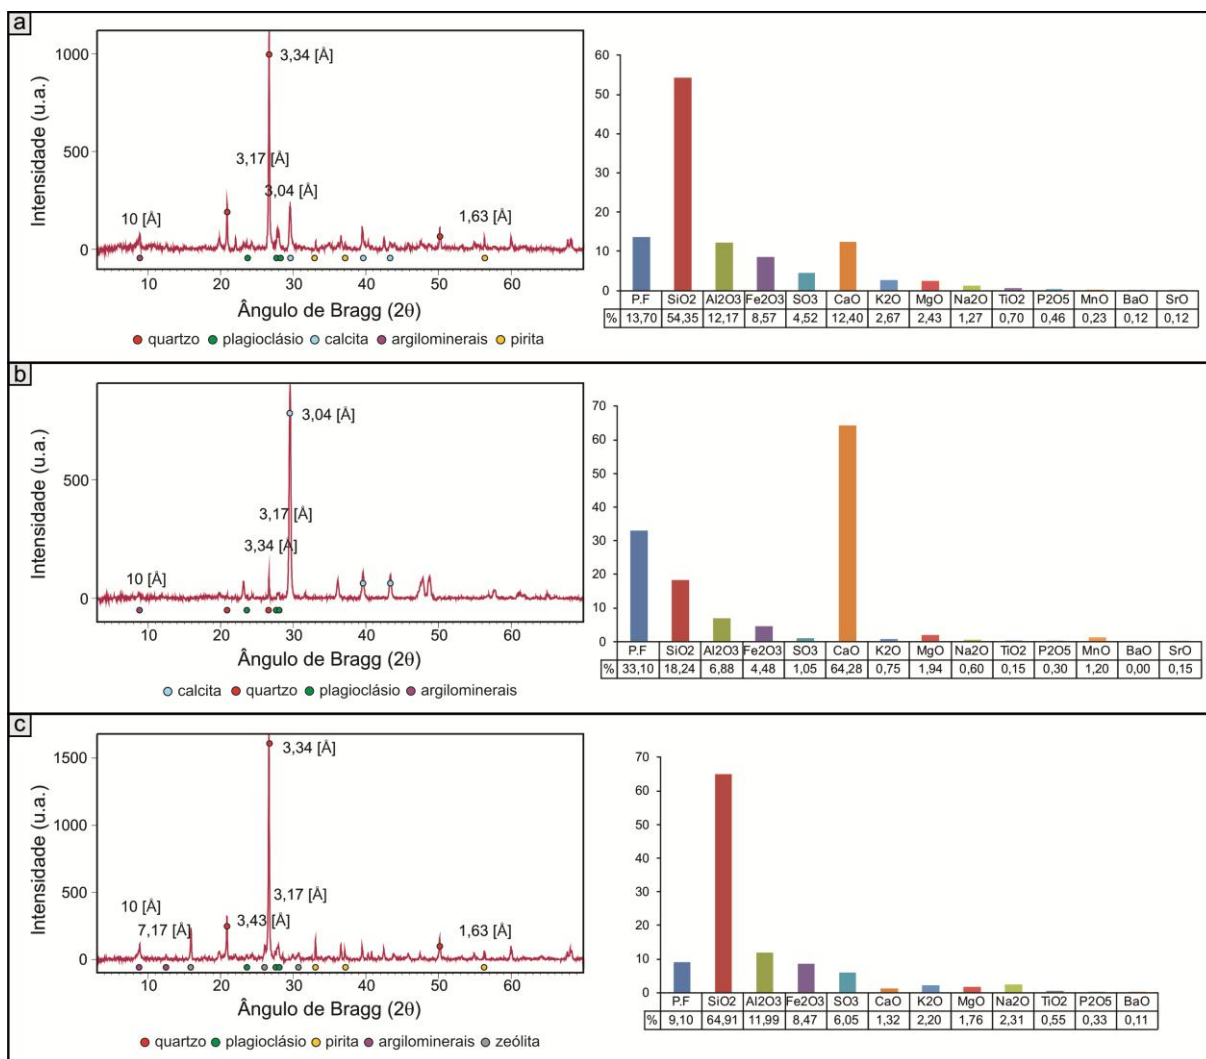 a
Intensidade (u.a.)
1000
500
0
3,34 [Å]
3,17 [Å]
3,04 [Å]
10 [Å]
1,63 [Å]
10 20 30 40 50 60
Ângulo de Bragg (2θ)
quartzo plagioclásio calcita argilominerais pirita
60
50
40
30
20
10
0
P.F SiO2 Al2O3 Fe2O3 SO3 CaO K2O MgO Na2O TiO2 P2O5 MnO BaO SrO
% 13,70 54,35 12,17 8,57 4,52 12,40 2,67 2,43 1,27 0,70 0,46 0,23 0,12 0,12
b
Intensidade (u.a.)
500
0
3,04 [Å]
3,17 [Å]
3,34 [Å]
10 [Å]
10 20 30 40 50 60
Ângulo de Bragg (2θ)
calcita quartzo plagioclásio argilominerais
70
60
50
40
30
20
10
0
P.F SiO2 Al2O3 Fe2O3 SO3 CaO K2O MgO Na2O TiO2 P2O5 MnO BaO SrO
% 33,10 18,24 6,88 4,48 1,05 64,28 0,75 1,94 0,60 0,15 0,30 1,20 0,00 0,15
c
Intensidade (u.a.)
1500
1000
500
0
3,34 [Å]
3,17 [Å]
10 [Å]
7,17 [Å]
3,43 [Å]
1,63 [Å]
10 20 30 40 50 60
Ângulo de Bragg (2θ)
quartzo plagioclásio pirita argilominerais zeólita
70
60
50
40
30
20
10
0
P.F SiO2 Al2O3 Fe2O3 SO3 CaO K2O MgO Na2O TiO2 P2O5 BaO
% 9,10 64,91 11,99 8,47 6,05 1,32 2,20 1,76 2,31 0,55 0,33 0,11